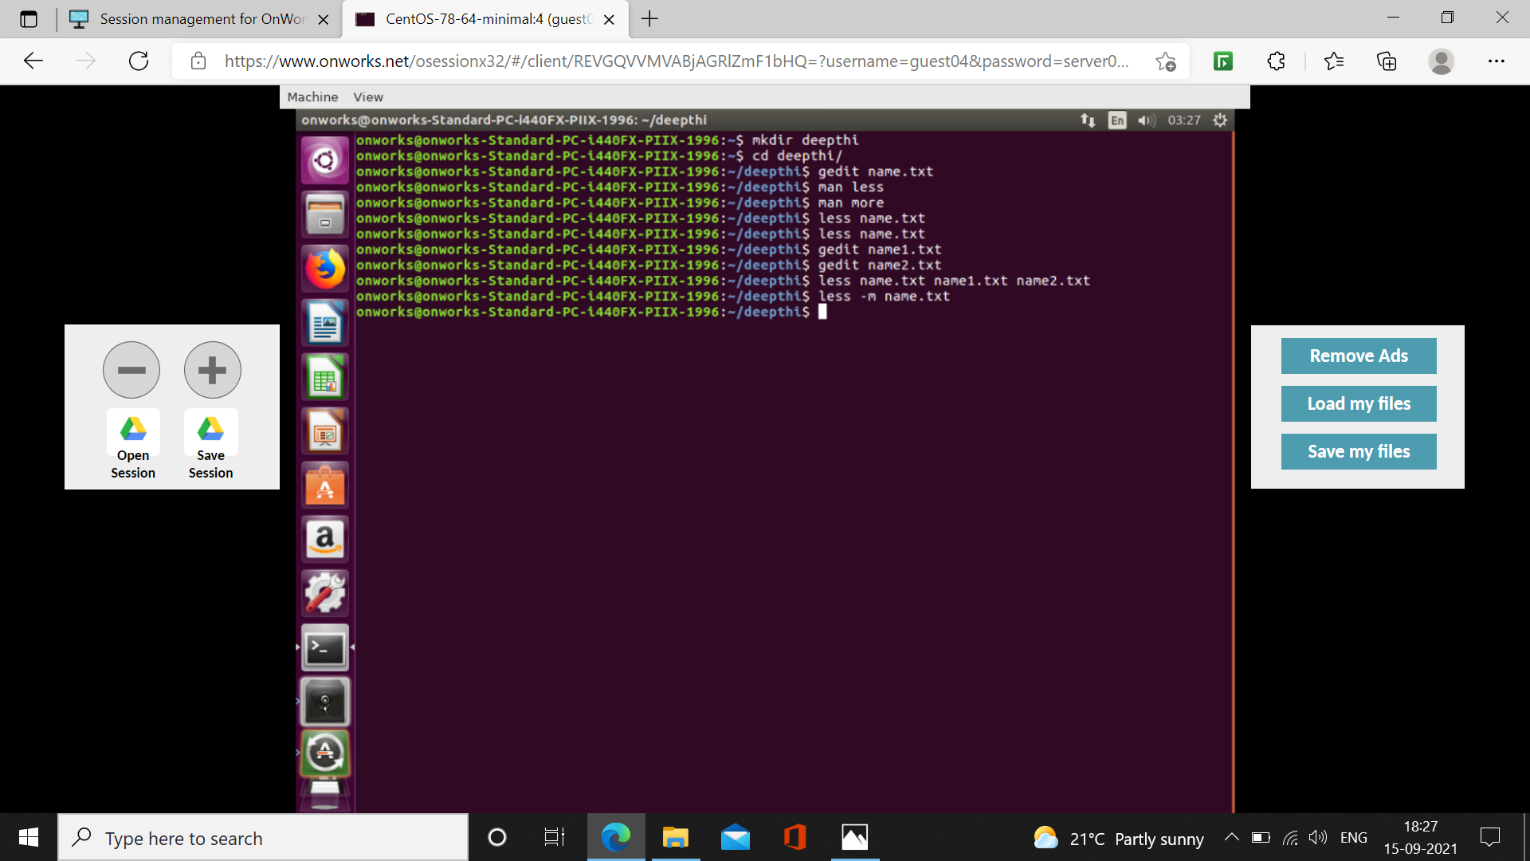 Session management for OnWor
CentOS-78-64-minimal:4 (guest0
https://www.onworks.net/osessionx32/#/client/REVGQVVMVABjAGRlZmF1bHQ=?username=guest04&password=server0...
Machine View
onworks@onworks-Standard-PC-i440FX-PIIX-1996: ~/deepthi
En 03:27
onworks@onworks-Standard-PC-i440FX-PIIX-1996:~$ mkdir deepthi
onworks@onworks-Standard-PC-i440FX-PIIX-1996:~$ cd deepthi/
onworks@onworks-Standard-PC-i440FX-PIIX-1996:~/deepthi$ gedit name.txt
onworks@onworks-Standard-PC-i440FX-PIIX-1996:~/deepthi$ man less
onworks@onworks-Standard-PC-i440FX-PIIX-1996:~/deepthi$ man more
onworks@onworks-Standard-PC-i440FX-PIIX-1996:~/deepthi$ less name.txt
onworks@onworks-Standard-PC-i440FX-PIIX-1996:~/deepthi$ less name.txt
onworks@onworks-Standard-PC-i440FX-PIIX-1996:~/deepthi$ gedit name1.txt
onworks@onworks-Standard-PC-i440FX-PIIX-1996:~/deepthi$ gedit name2.txt
onworks@onworks-Standard-PC-i440FX-PIIX-1996:~/deepthi$ less name.txt name1.txt name2.txt
onworks@onworks-Standard-PC-i440FX-PIIX-1996:~/deepthi$ less -m name.txt
onworks@onworks-Standard-PC-i440FX-PIIX-1996:~/deepthi$
Open
Session
Save
Session
Remove Ads
Load my files
Save my files
Type here to search
21°C Partly sunny
ENG
18:27
15-09-2021